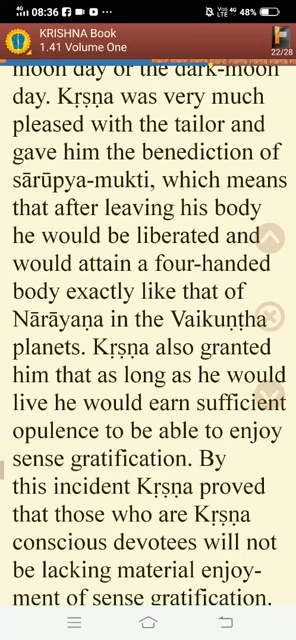 08:36
4G
Vo)
LTE
4G
48%
KRISHNA Book
1.41 Volume One
22/28
moon day or the dark-moon
day. Kṛṣṇa was very much
pleased with the tailor and
gave him the benediction of
sārūpya-mukti, which means
that after leaving his body
he would be liberated and
would attain a four-handed
body exactly like that of
Nārāyaṇa in the Vaikuṇṭha
planets. Kṛṣṇa also granted
him that as long as he would
live he would earn sufficient
opulence to be able to enjoy
sense gratification. By
this incident Kṛṣṇa proved
that those who are Kṛṣṇa
conscious devotees will not
be lacking material enjoy-
ment of sense gratification.